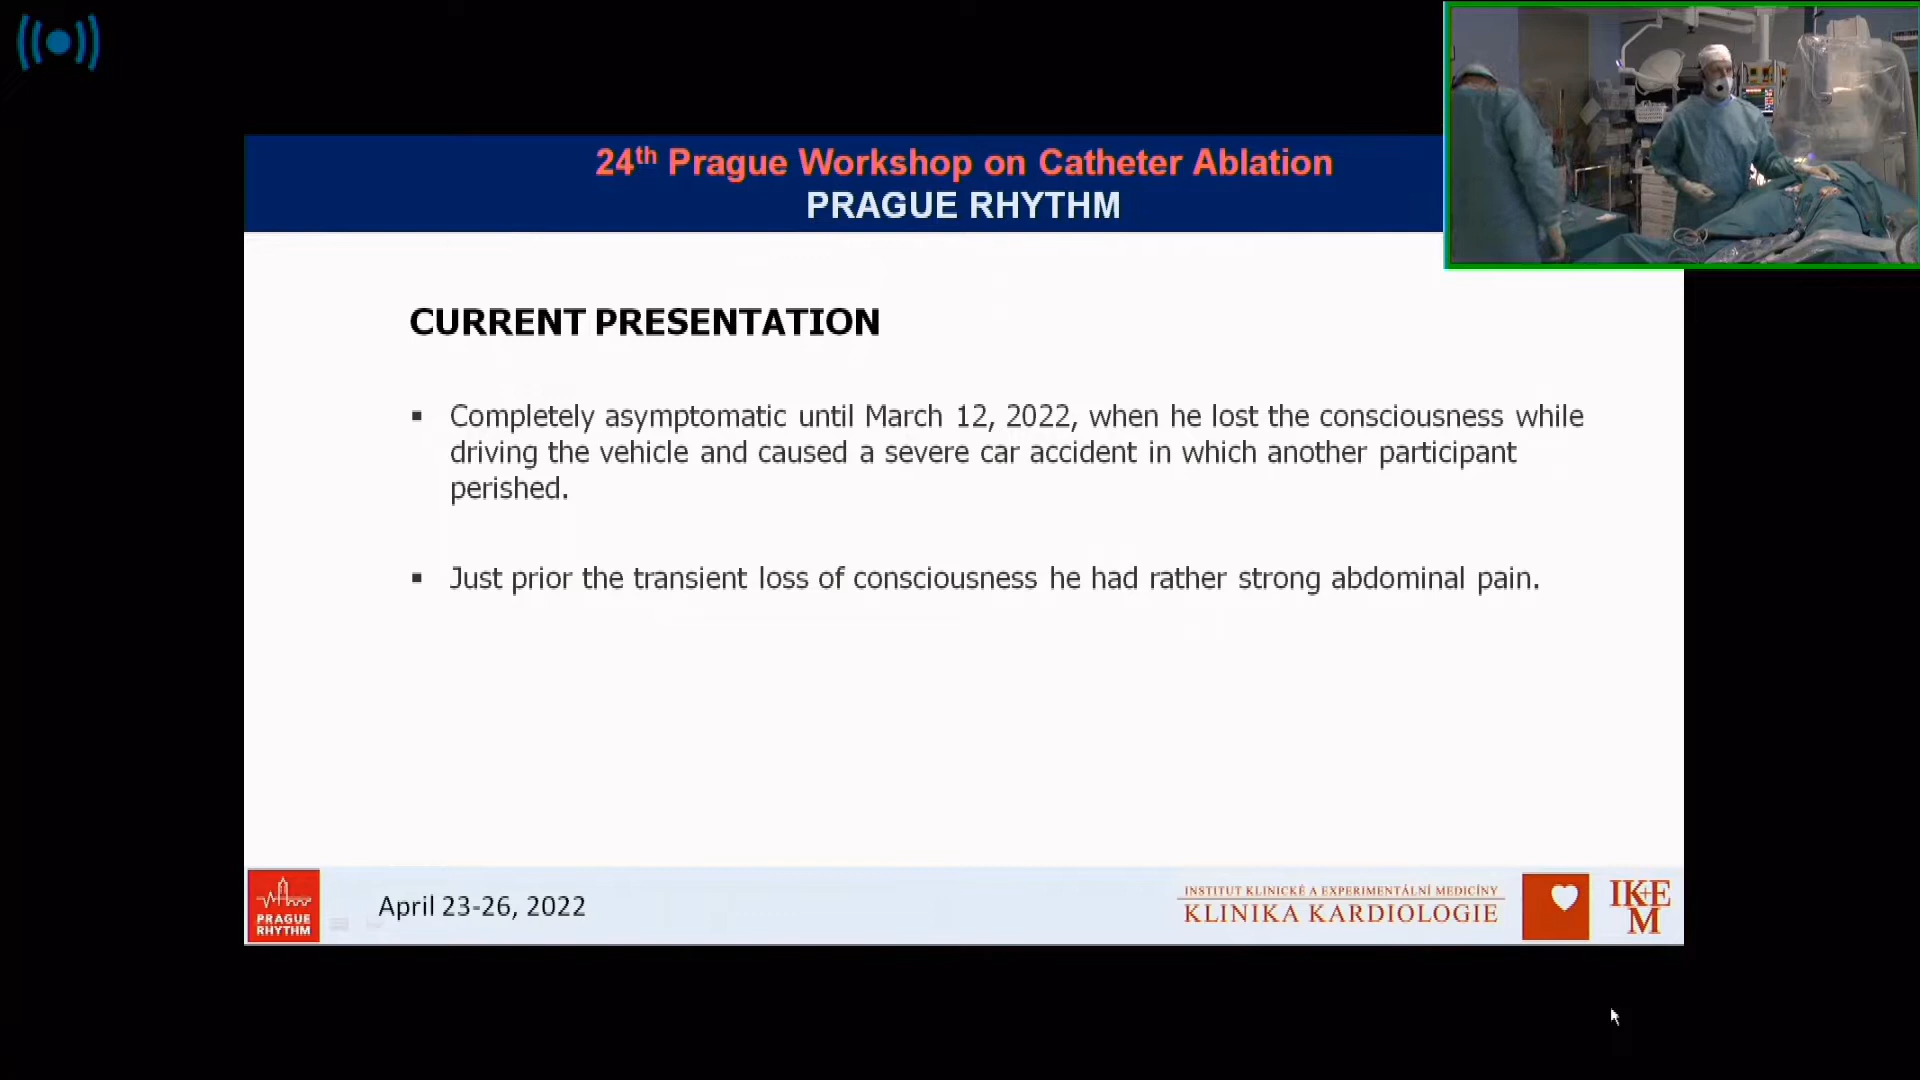 24th Prague Workshop on Catheter Ablation
PRAGUE RHYTHM
CURRENT PRESENTATION
▪ Completely asymptomatic until March 12, 2022, when he lost the consciousness while
driving the vehicle and caused a severe car accident in which another participant
perished.
▪ Just prior the transient loss of consciousness he had rather strong abdominal pain.
PRAGUE
RHYTHM
April 23-26, 2022
INSTITUT KLINICKÉ A EXPERIMENTÁLNÍ MEDICÍNY
KLINIKA KARDIOLOGIE
IKE
M